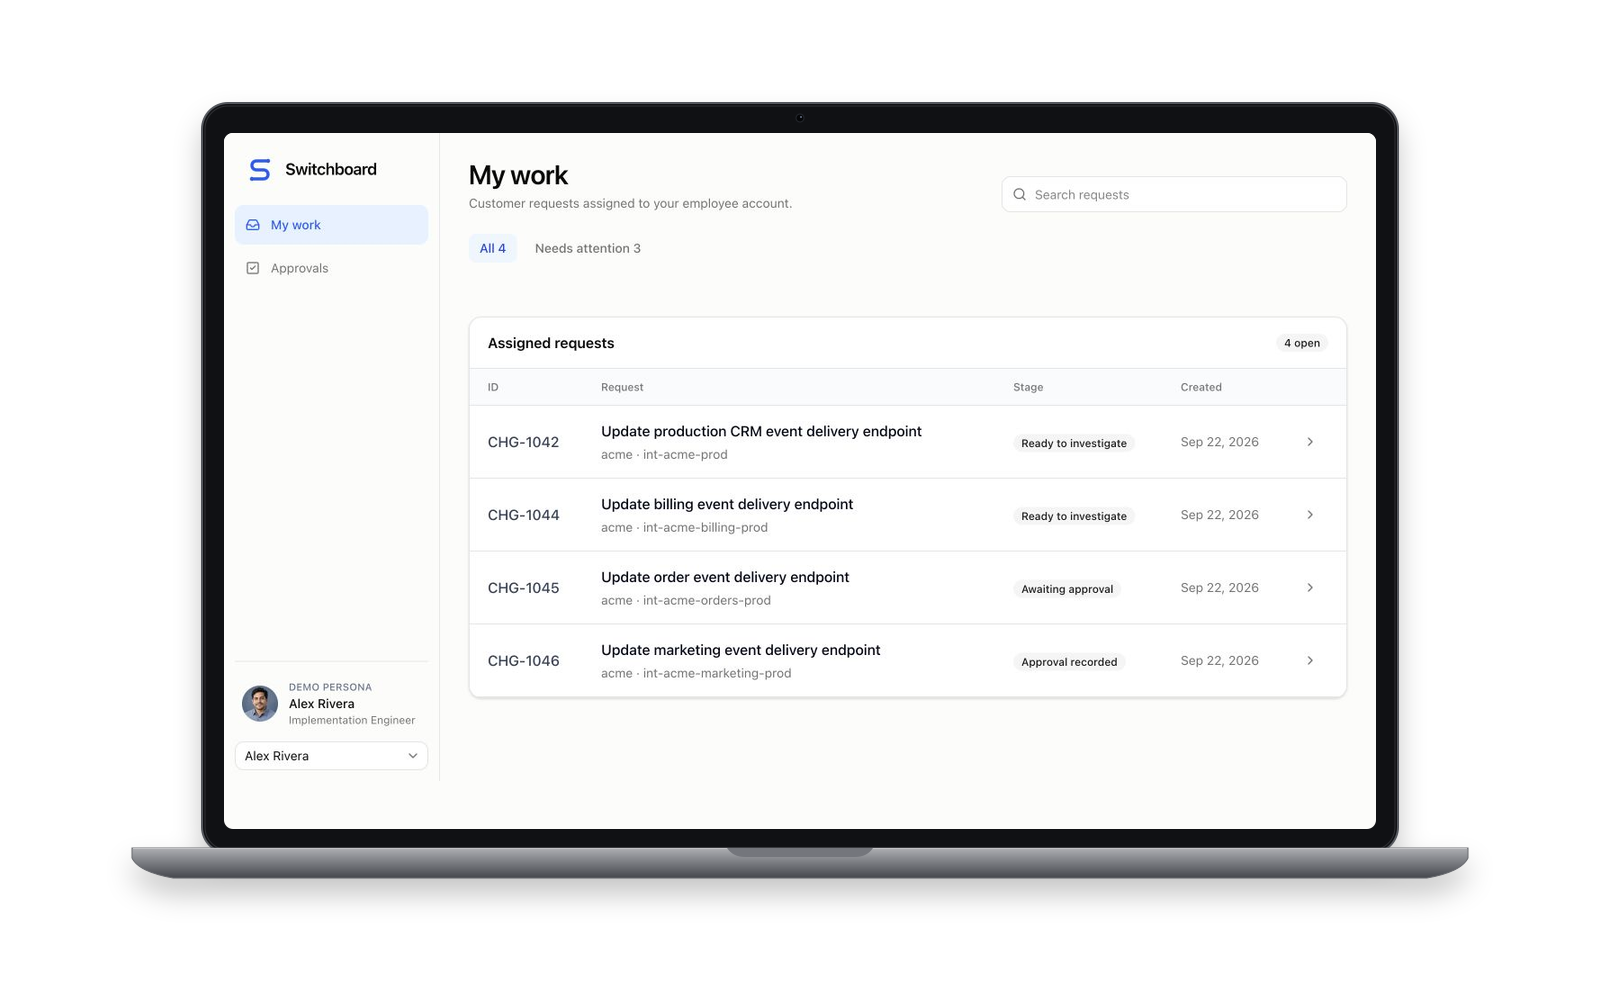 Switchboard
My work
Approvals
DEMO PERSONA
Alex Rivera
Implementation Engineer
Alex Rivera
My work
Customer requests assigned to your employee account.
Search requests
All 4 Needs attention 3
Assigned requests 4 open
ID Request Stage Created
CHG-1042 Update production CRM event delivery endpoint Ready to investigate Sep 22, 2026
acme · int-acme-prod
CHG-1044 Update billing event delivery endpoint Ready to investigate Sep 22, 2026
acme · int-acme-billing-prod
CHG-1045 Update order event delivery endpoint Awaiting approval Sep 22, 2026
acme · int-acme-orders-prod
CHG-1046 Update marketing event delivery endpoint Approval recorded Sep 22, 2026
acme · int-acme-marketing-prod